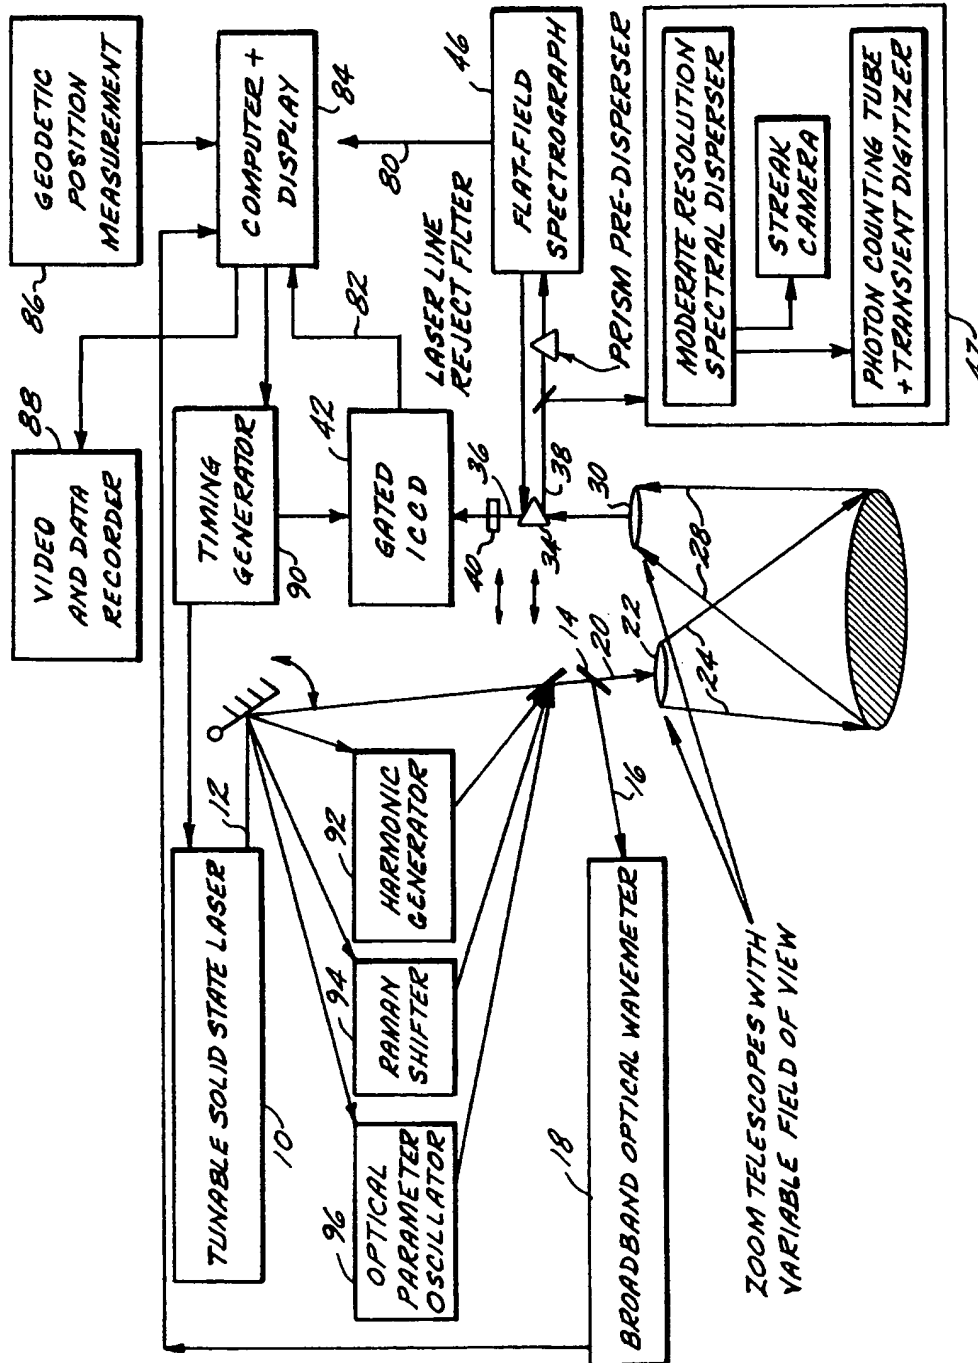 TUNABLE SOLID STATE LASER
10
12
TIMING
GENERATOR
90
VIDEO
AND DATA
RECORDER
88
GEODETIC
POSITION
MEASUREMENT
86
COMPUTER +
DISPLAY
84
82
80
OPTICAL
PARAMETER
OSCILLATOR
96
RAMAN
SHIFTER
94
HARMONIC
GENERATOR
92
GATED
ICCD
42
LASER LINE
REJECT FILTER
FLAT-FIELD
SPECTROGRAPH
46
40
36
34
38
PRISM PRE-DISPERSER
BROADBAND OPTICAL WAVEMETER
18
16
14
20
22
24
28
30
ZOOM TELESCOPES WITH
VARIABLE FIELD OF VIEW
MODERATE RESOLUTION
SPECTRAL DISPERSER
STREAK
CAMERA
PHOTON COUNTING TUBE
+ TRANSIENT DIGITIZER
47